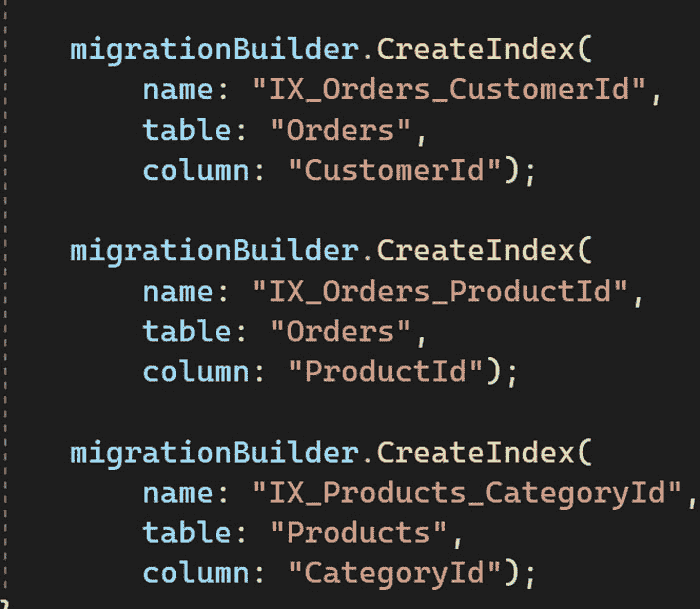 migrationBuilder.CreateIndex(
name: "IX_Orders_CustomerId",
table: "Orders",
column: "CustomerId");
migrationBuilder.CreateIndex(
name: "IX_Orders_ProductId",
table: "Orders",
column: "ProductId");
migrationBuilder.CreateIndex(
name: "IX_Products_CategoryId",
table: "Products",
column: "CategoryId");
}